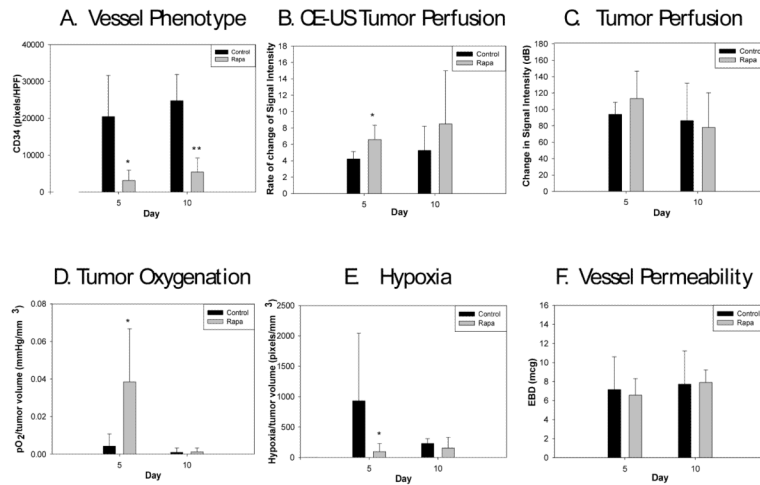 A. Vessel Phenotype
CD34 (pixels/HPF)
40000
30000
20000
10000
0
Control
Rapa
*
**
5
10
Day
B. CE-US Tumor Perfusion
Rate of change of Signal Intensity
18
16
14
12
10
8
6
4
2
0
Control
Rapa
*
5
10
Day
C. Tumor Perfusion
Change in Signal Intensity (dB)
180
160
140
120
100
80
60
40
20
0
Control
Rapa
5
10
Day
D. Tumor Oxygenation
pO2/tumor volume (mmHg/mm3)
0.08
0.06
0.04
0.02
0.00
Control
Rapa
*
5
10
Day
E. Hypoxia
Hypoxia/tumor volume (pixels/mm3)
2500
2000
1500
1000
500
0
Control
Rapa
*
5
10
Day
F. Vessel Permeability
EBD (mcg)
16
14
12
10
8
6
4
2
0
Control
Rapa
5
10
Day